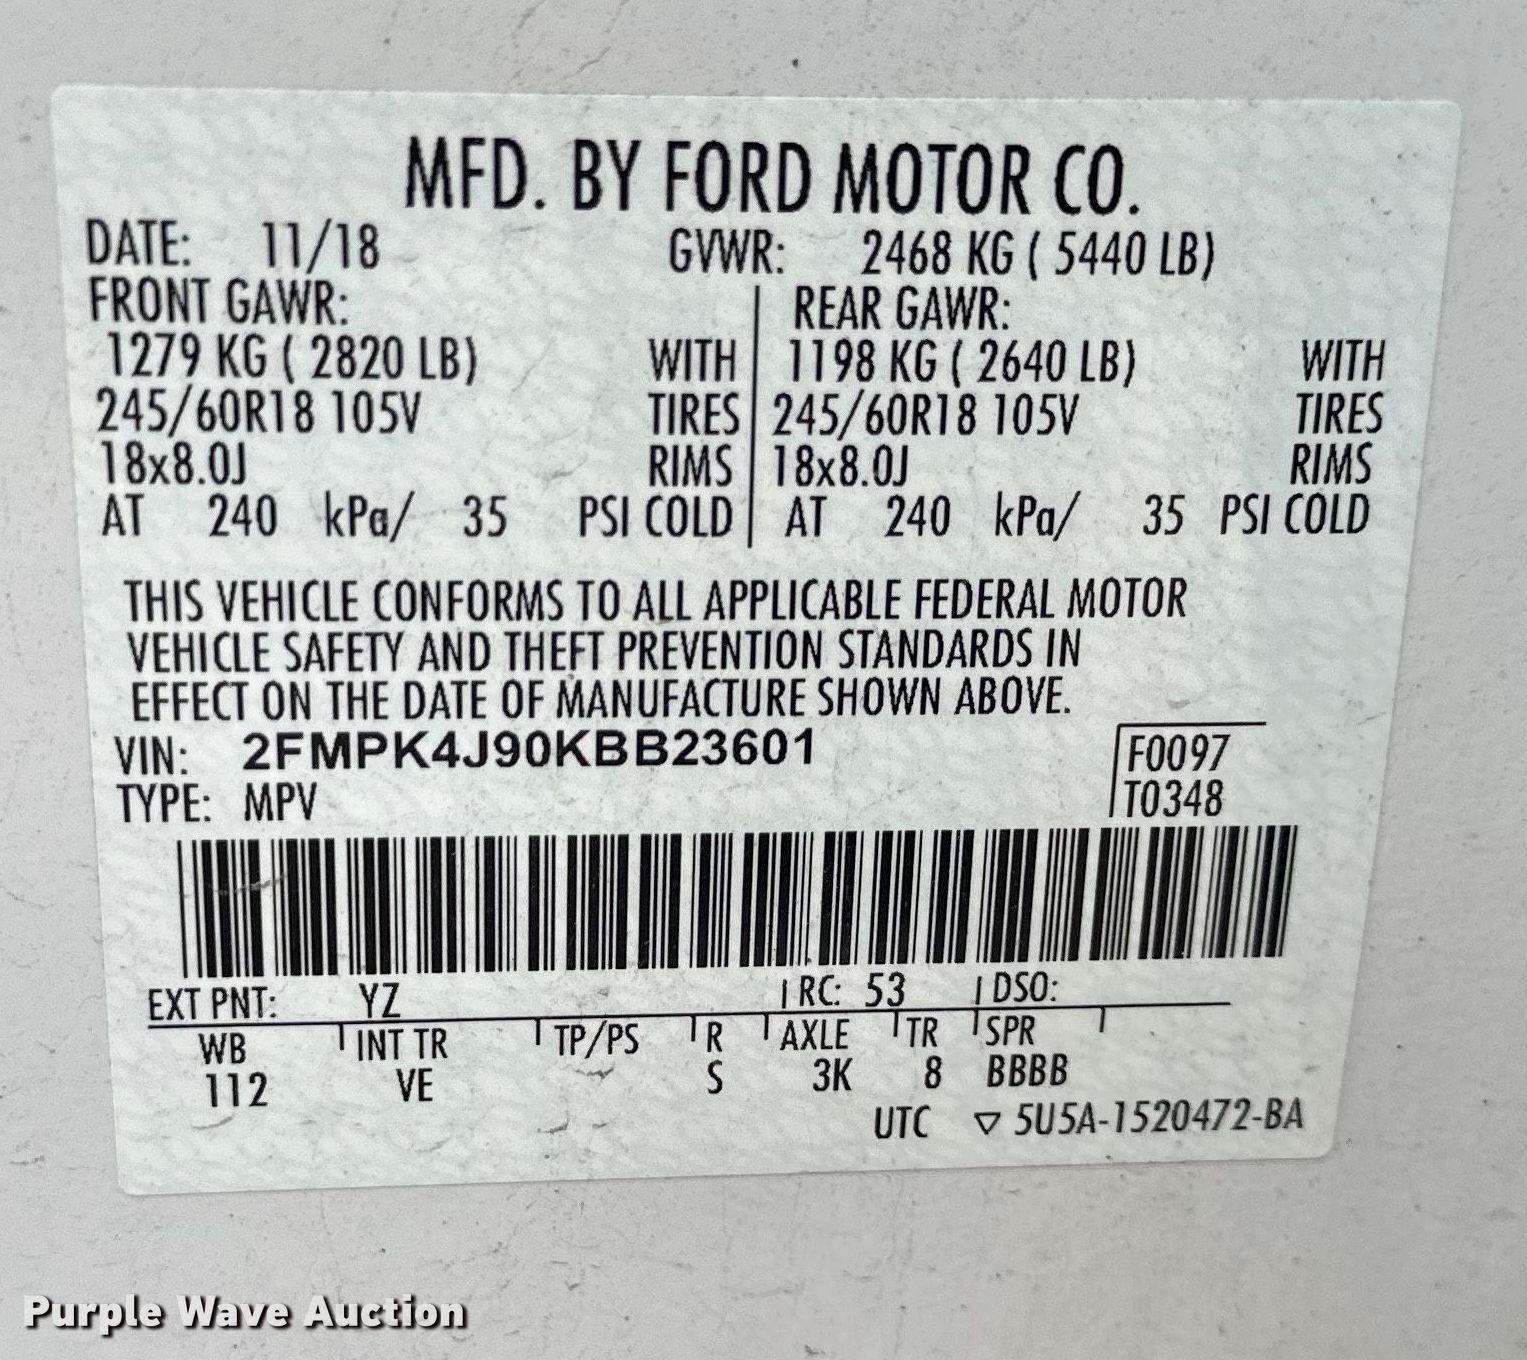 MFD. BY FORD MOTOR CO.
DATE: 11/18 GVWR: 2468 KG ( 5440 LB)
FRONT GAWR: REAR GAWR:
1279 KG ( 2820 LB) WITH 1198 KG ( 2640 LB) WITH
245/60R18 105V TIRES 245/60R18 105V TIRES
18x8.0J RIMS 18x8.0J RIMS
AT 240 kPa/ 35 PSI COLD AT 240 kPa/ 35 PSI COLD
THIS VEHICLE CONFORMS TO ALL APPLICABLE FEDERAL MOTOR
VEHICLE SAFETY AND THEFT PREVENTION STANDARDS IN
EFFECT ON THE DATE OF MANUFACTURE SHOWN ABOVE.
VIN: 2FMPK4J90KBB23601 F0097
TYPE: MPV T0348
EXT PNT: YZ RC: 53 DSO:
WB INT TR TP/PS R AXLE TR SPR
112 VE S 3K 8 BBBB
UTC ▽ 5U5A-1520472-BA
Purple Wave Auction